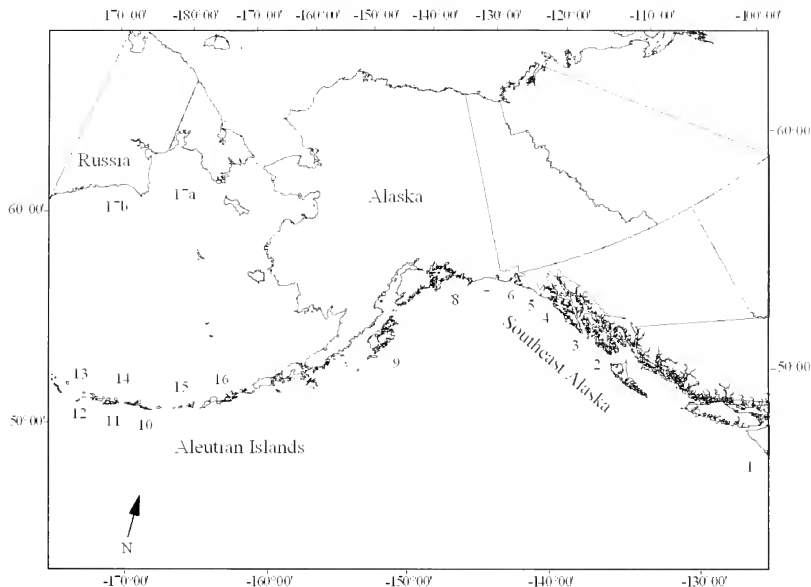 -170°00' -180°00' -170°00' -160°00' -150°00' -140°00' -130°00' -120°00' -110°00' -100°00'
60°00'
Russia
17a
Alaska
17b
60°00'
8 7 6
5
4
Southeast Alaska
3
2
9
50°00'
13 14 15 16
12 11 10
50°00'
Aleutian Islands
1
N
-170°00' -160°00' -150°00' -140°00' -130°00'